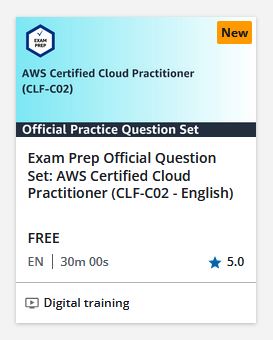 New
EXAM
PREP
AWS Certified Cloud Practitioner
(CLF-C02)
Official Practice Question Set
Exam Prep Official Question
Set: AWS Certified Cloud
Practitioner (CLF-C02 - English)
FREE
EN | 30m 00s
5.0
Digital training